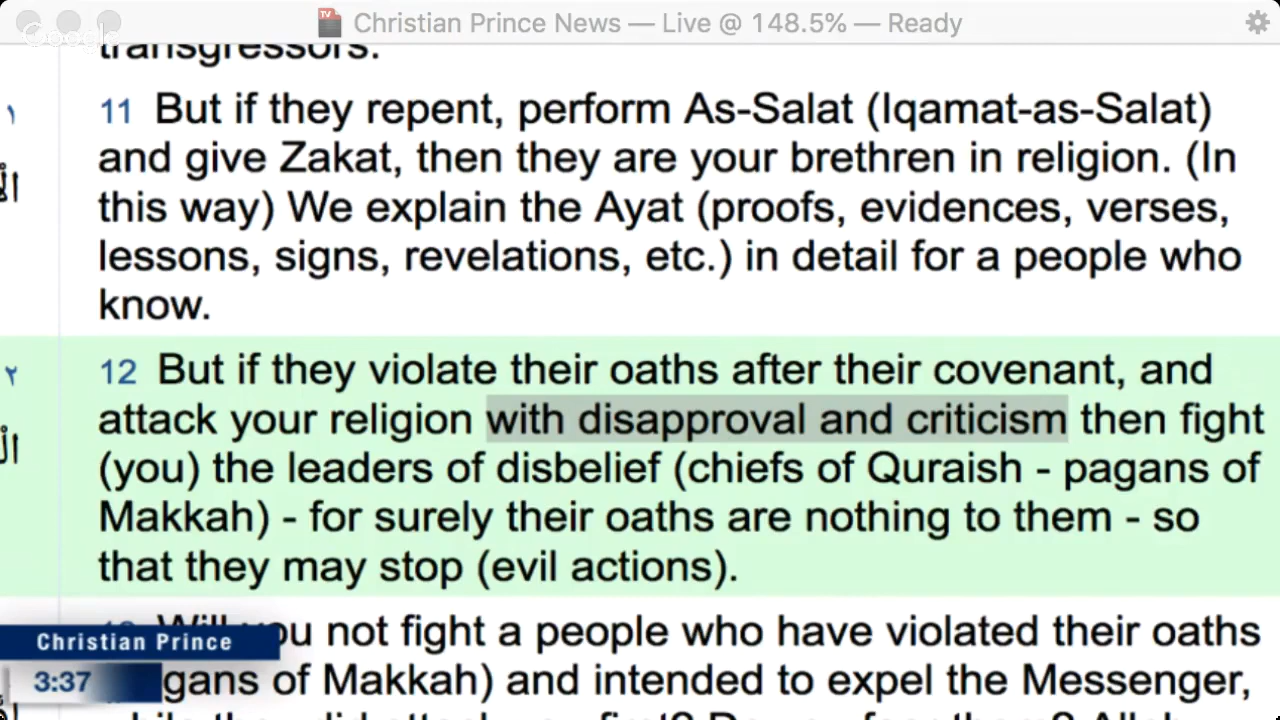 Christian Prince News — Live @ 148.5% — Ready
Google
transgressors.
11 But if they repent, perform As-Salat (Iqamat-as-Salat)
and give Zakat, then they are your brethren in religion. (In
this way) We explain the Ayat (proofs, evidences, verses,
lessons, signs, revelations, etc.) in detail for a people who
know.
12 But if they violate their oaths after their covenant, and
attack your religion with disapproval and criticism then fight
(you) the leaders of disbelief (chiefs of Quraish - pagans of
Makkah) - for surely their oaths are nothing to them - so
that they may stop (evil actions).
Will you not fight a people who have violated their oaths
gans of Makkah) and intended to expel the Messenger,
Christian Prince
3:37